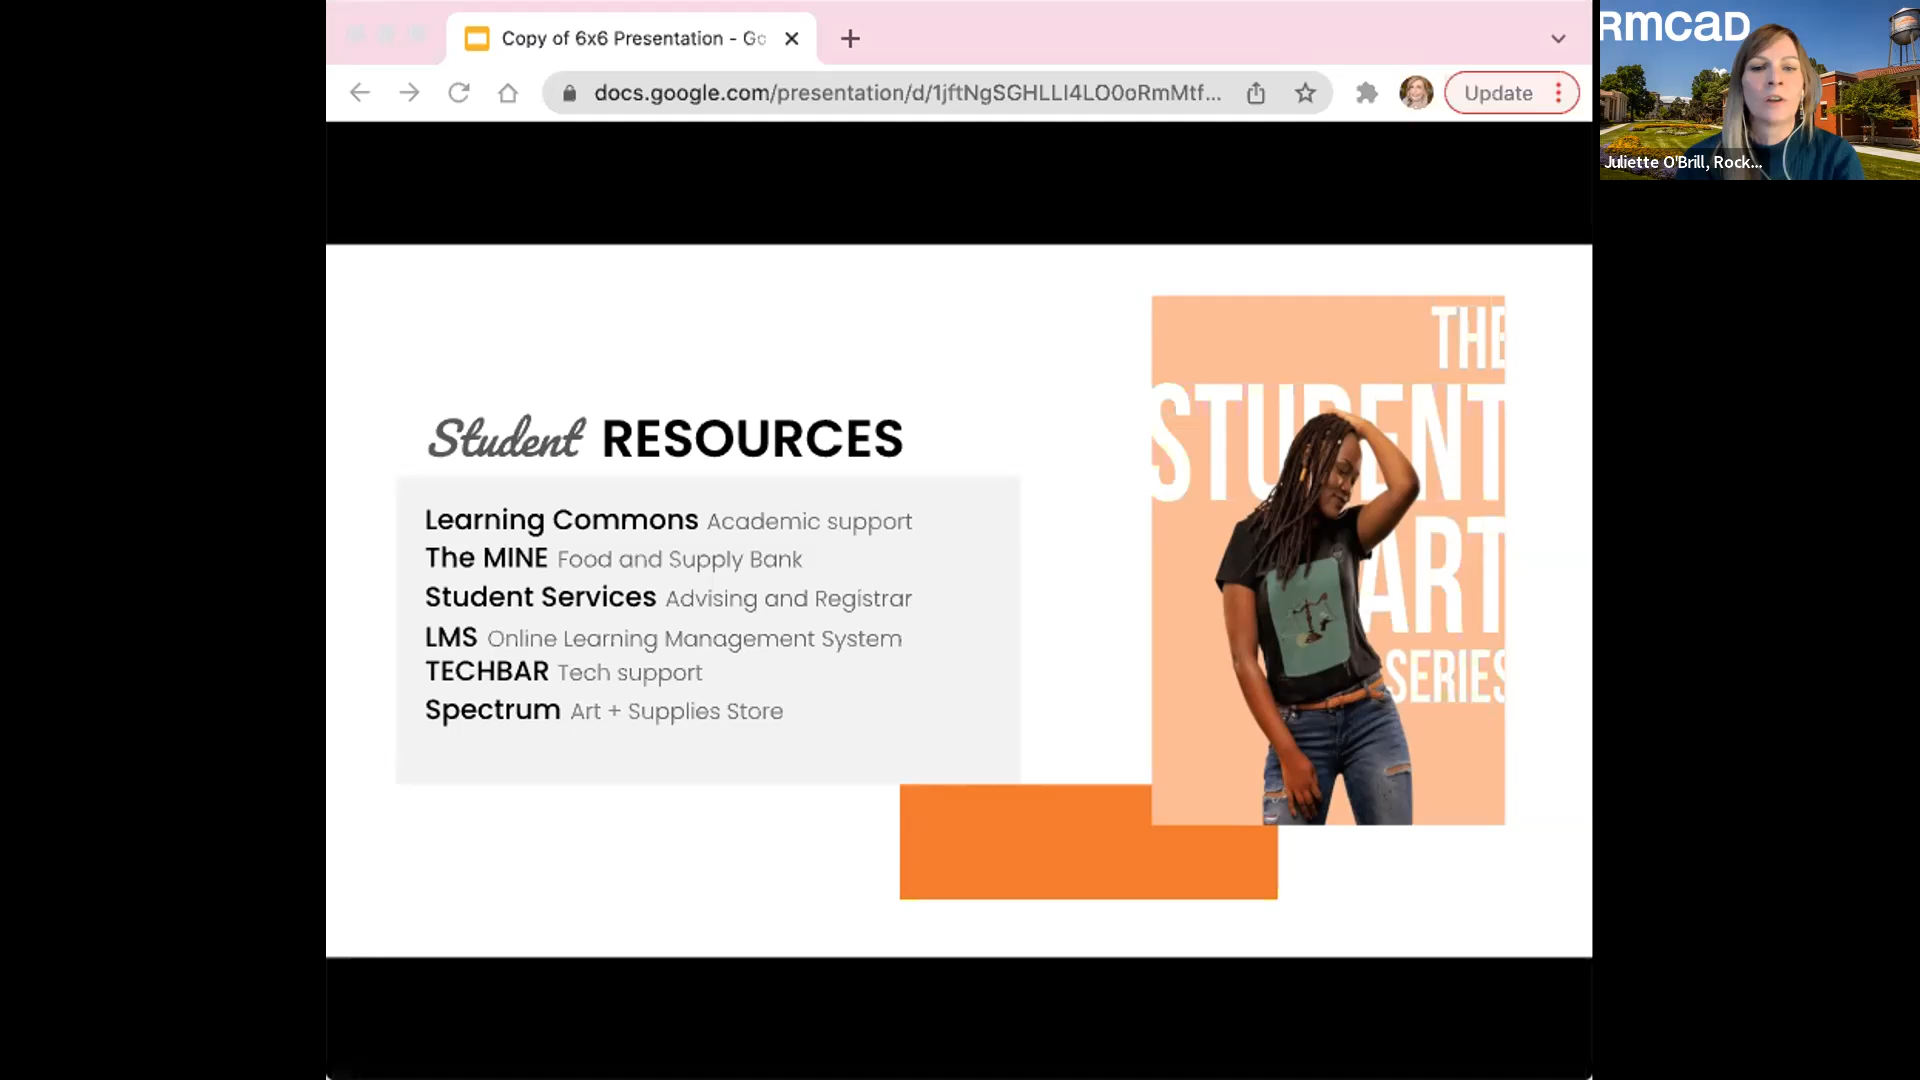 Copy of 6x6 Presentation - Go
docs.google.com/presentation/d/1jftNgSGHLLI4LO0oRmMtf...
Update
rmcad
Juliette O'Brill, Rock...
THE
STUDENT
ART
SERIES
Student RESOURCES
Learning Commons Academic support
The MINE Food and Supply Bank
Student Services Advising and Registrar
LMS Online Learning Management System
TECHBAR Tech support
Spectrum Art + Supplies Store